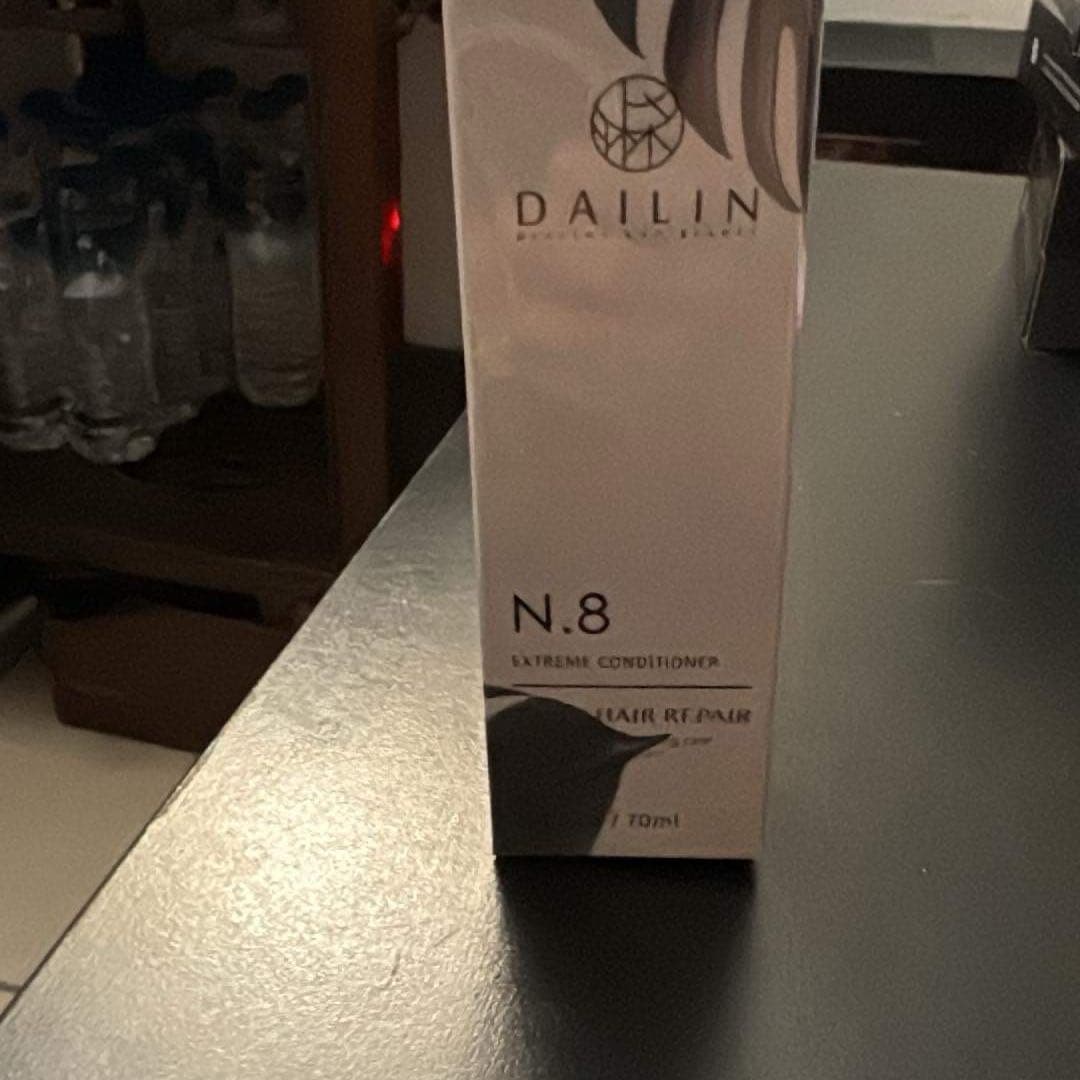 DAILIN
N.8
EXTREME CONDITIONER
HAIR REPAIR
/ 70ml